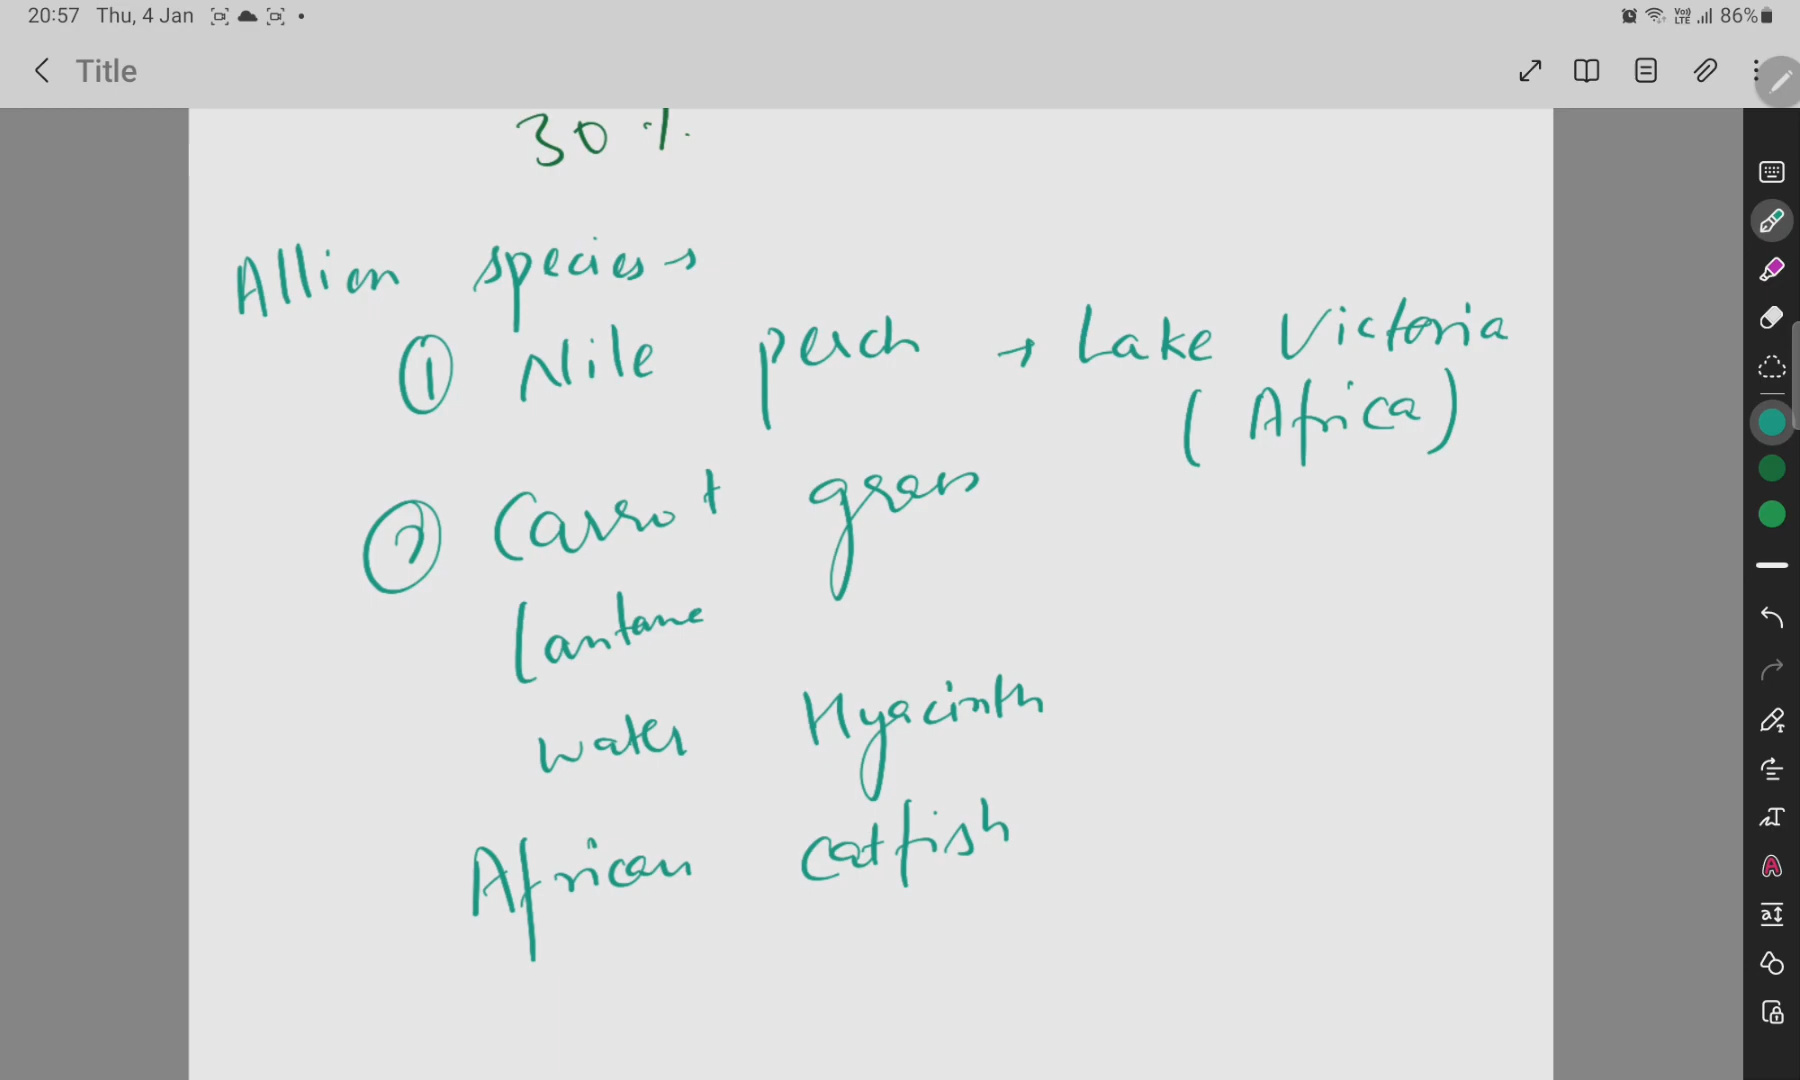 20:57 Thu, 4 Jan 86%
Title
30 %
Allien species →
① Nile perch → Lake Victoria
(Africa)
② Carrot grass
Lantana
water Hyacinth
African catfish